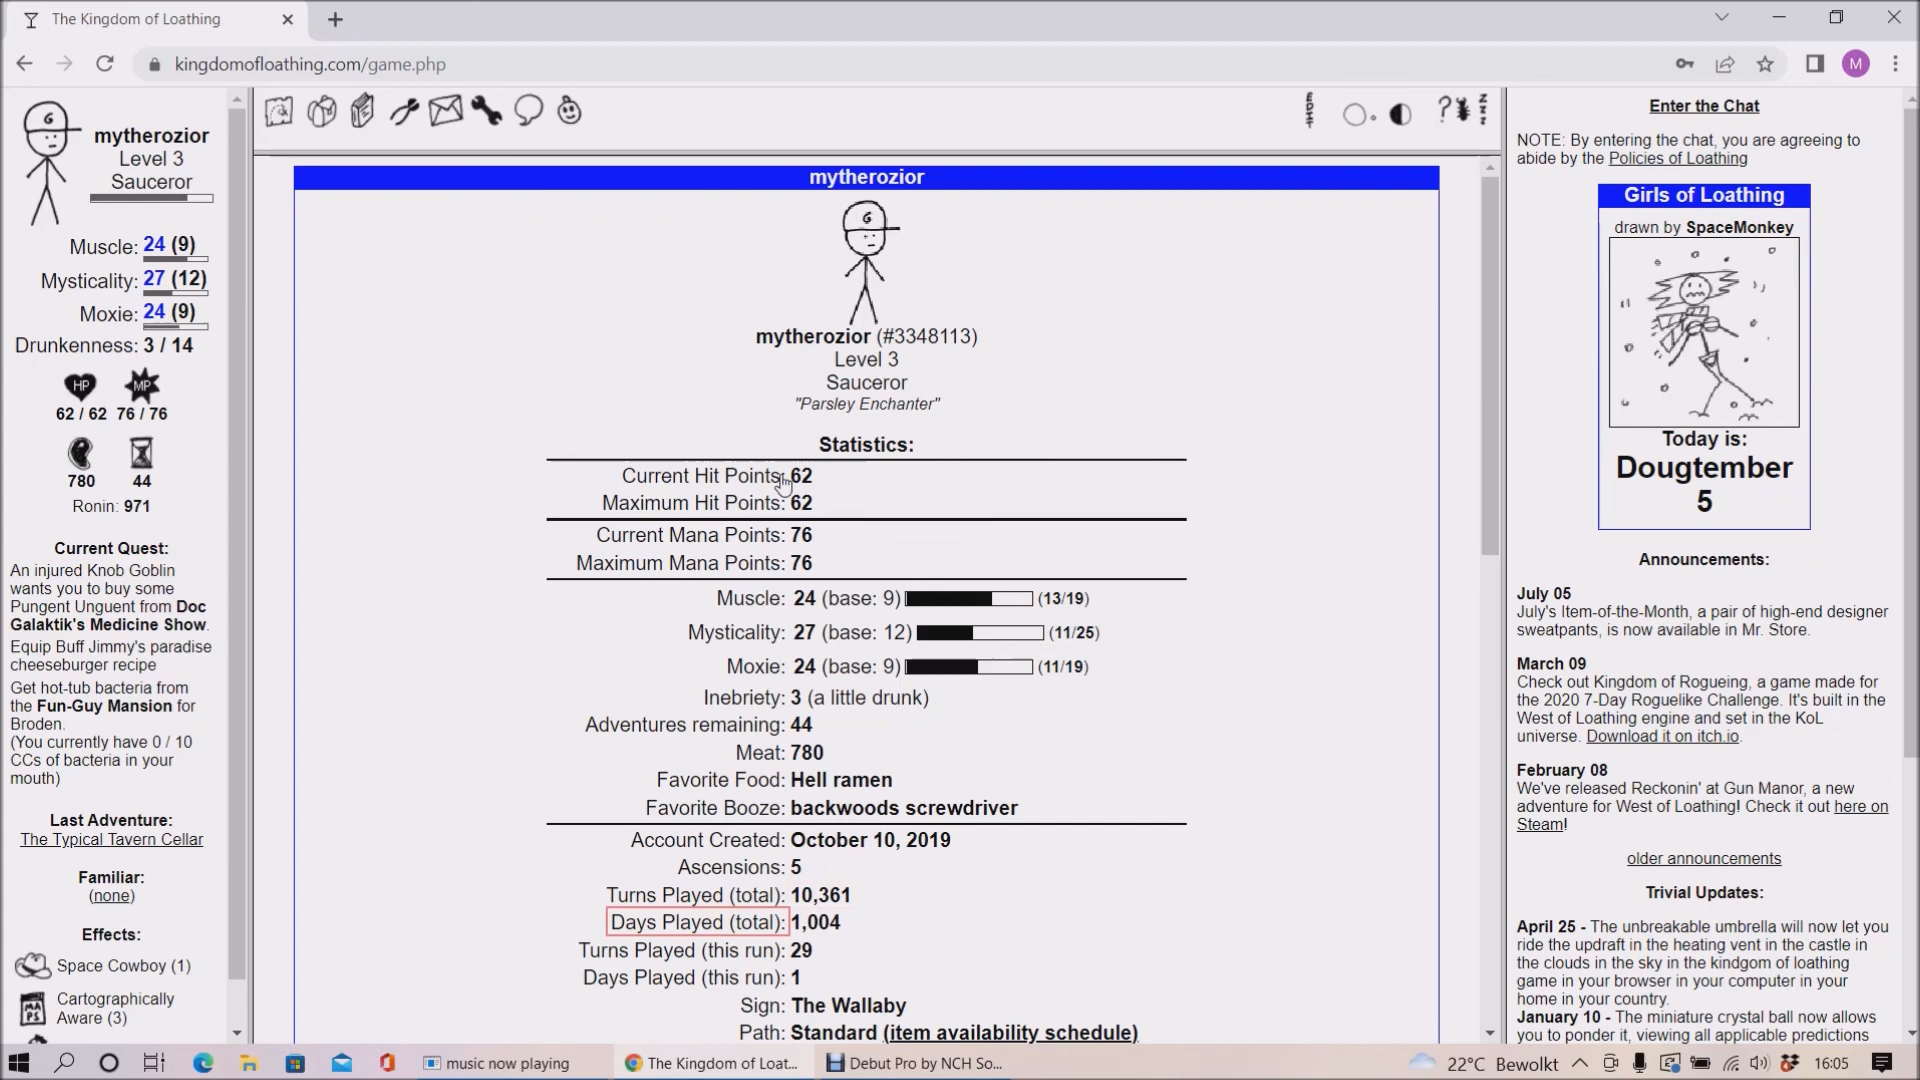 The Kingdom of Loathing
kingdomofloathing.com/game.php
M
G
mytherozior
Level 3
Sauceror
Muscle: 24 (9)
Mysticality: 27 (12)
Moxie: 24 (9)
Drunkenness: 3 / 14
HP MP
62 / 62 76 / 76
780 44
Ronin: 971
Current Quest:
An injured Knob Goblin
wants you to buy some
Pungent Unguent from Doc
Galaktik's Medicine Show.
Equip Buff Jimmy's paradise
cheeseburger recipe
Get hot-tub bacteria from
the Fun-Guy Mansion for
Broden.
(You currently have 0 / 10
CCs of bacteria in your
mouth)
Last Adventure:
The Typical Tavern Cellar
Familiar:
(none)
Effects:
Space Cowboy (1)
MAPS
Cartographically
Aware (3)
EDIT
?
ZZZ
mytherozior
G
mytherozior (#3348113)
Level 3
Sauceror
"Parsley Enchanter"
Statistics:
Current Hit Points: 62
Maximum Hit Points: 62
Current Mana Points: 76
Maximum Mana Points: 76
Muscle: 24 (base: 9) (13/19)
Mysticality: 27 (base: 12) (11/25)
Moxie: 24 (base: 9) (11/19)
Inebriety: 3 (a little drunk)
Adventures remaining: 44
Meat: 780
Favorite Food: Hell ramen
Favorite Booze: backwoods screwdriver
Account Created: October 10, 2019
Ascensions: 5
Turns Played (total): 10,361
Days Played (total): 1,004
Turns Played (this run): 29
Days Played (this run): 1
Sign: The Wallaby
Path: Standard (item availability schedule)
Enter the Chat
NOTE: By entering the chat, you are agreeing to
abide by the Policies of Loathing
Girls of Loathing
drawn by SpaceMonkey
Today is:
Dougtember
5
Announcements:
July 05
July's Item-of-the-Month, a pair of high-end designer
sweatpants, is now available in Mr. Store.
March 09
Check out Kingdom of Rogueing, a game made for
the 2020 7-Day Roguelike Challenge. It's built in the
West of Loathing engine and set in the KoL
universe. Download it on itch.io.
February 08
We've released Reckonin' at Gun Manor, a new
adventure for West of Loathing! Check it out here on
Steam!
older announcements
Trivial Updates:
April 25 - The unbreakable umbrella will now let you
ride the updraft in the heating vent in the castle in
the clouds in the sky in the kindgom of loathing
game in your browser in your computer in your
home in your country.
January 10 - The miniature crystal ball now allows
you to ponder it, viewing all applicable predictions
music now playing
The Kingdom of Loat...
Debut Pro by NCH So...
22°C Bewolkt
16:05